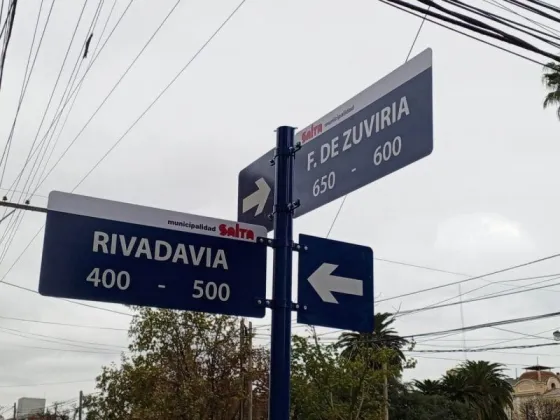 Salta municipalidad
F. DE ZUVIRIA
650 - 600
municipalidad Salta
RIVADAVIA
400 - 500